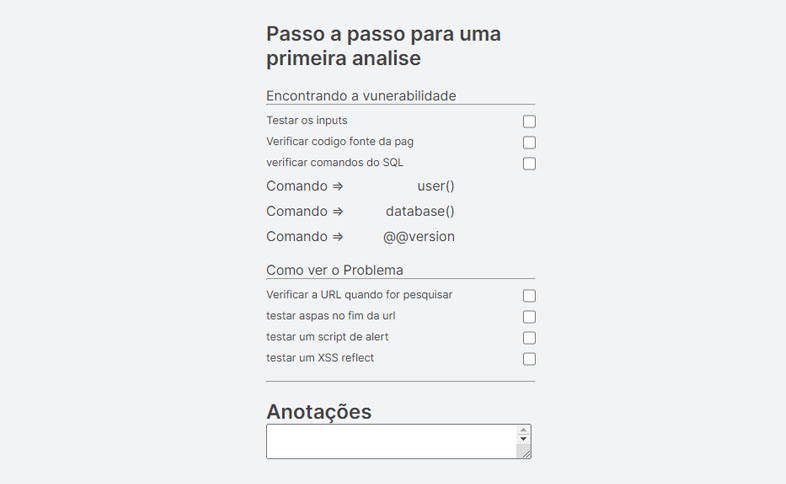 Passo a passo para uma
primeira analise
Encontrando a vunerabilidade
Testar os inputs
Verificar codigo fonte da pag
verificar comandos do SQL
Comando ⇒ user()
Comando ⇒ database()
Comando ⇒ @@version
Como ver o Problema
Verificar a URL quando for pesquisar
testar aspas no fim da url
testar um script de alert
testar um XSS reflect
Anotações